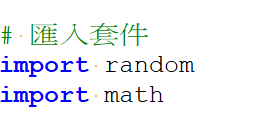 # 匯入套件
import random
import math